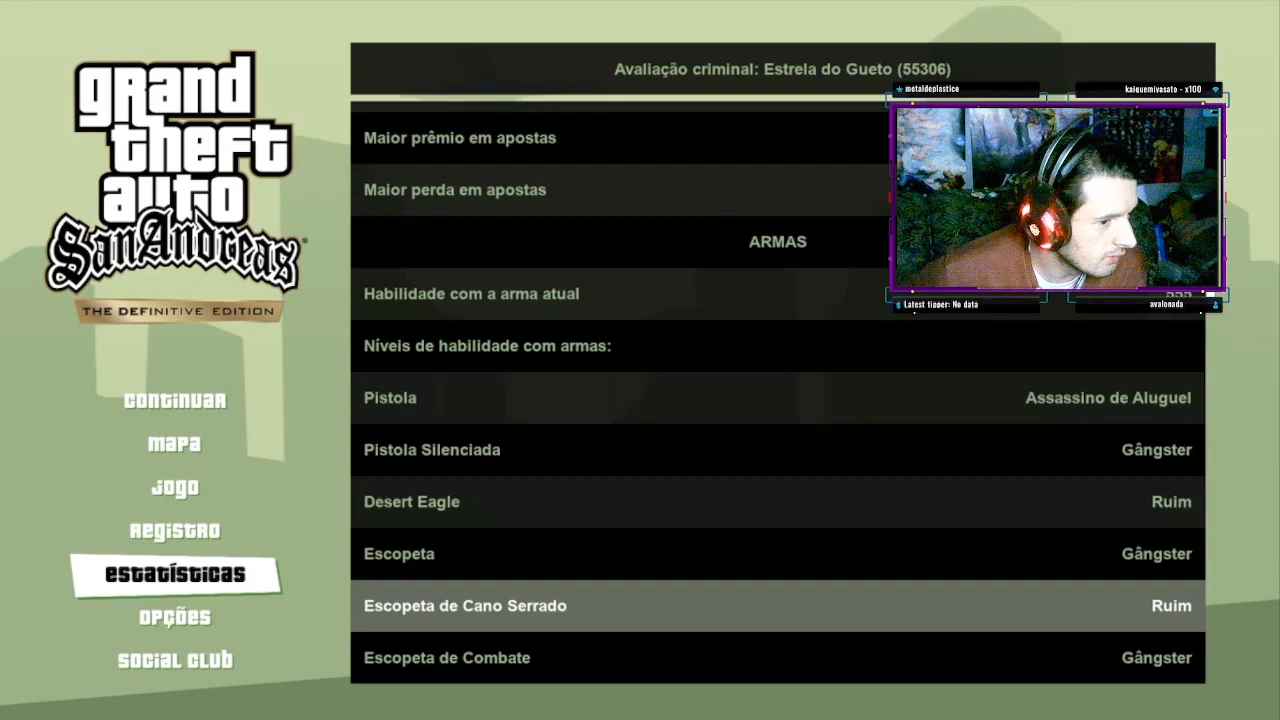 grand
theft
auto
San Andreas
THE DEFINITIVE EDITION
continuar
mapa
jogo
registro
estatísticas
opções
social club
Avaliação criminal: Estrela do Gueto (55306)
Maior prêmio em apostas
Maior perda em apostas
ARMAS
Habilidade com a arma atual
Níveis de habilidade com armas:
Pistola Assassino de Aluguel
Pistola Silenciada Gângster
Desert Eagle Ruim
Escopeta Gângster
Escopeta de Cano Serrado Ruim
Escopeta de Combate Gângster
metaldeplastico
kaiquemiyasato - x100
Latest tipper: No data
avalonada